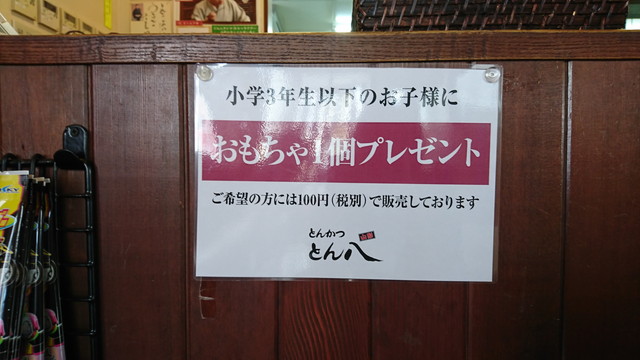 小学3年生以下のお子様に
おもちゃ1個プレゼント
ご希望の方には100円（税別）で販売しております
とんかつ
とん八